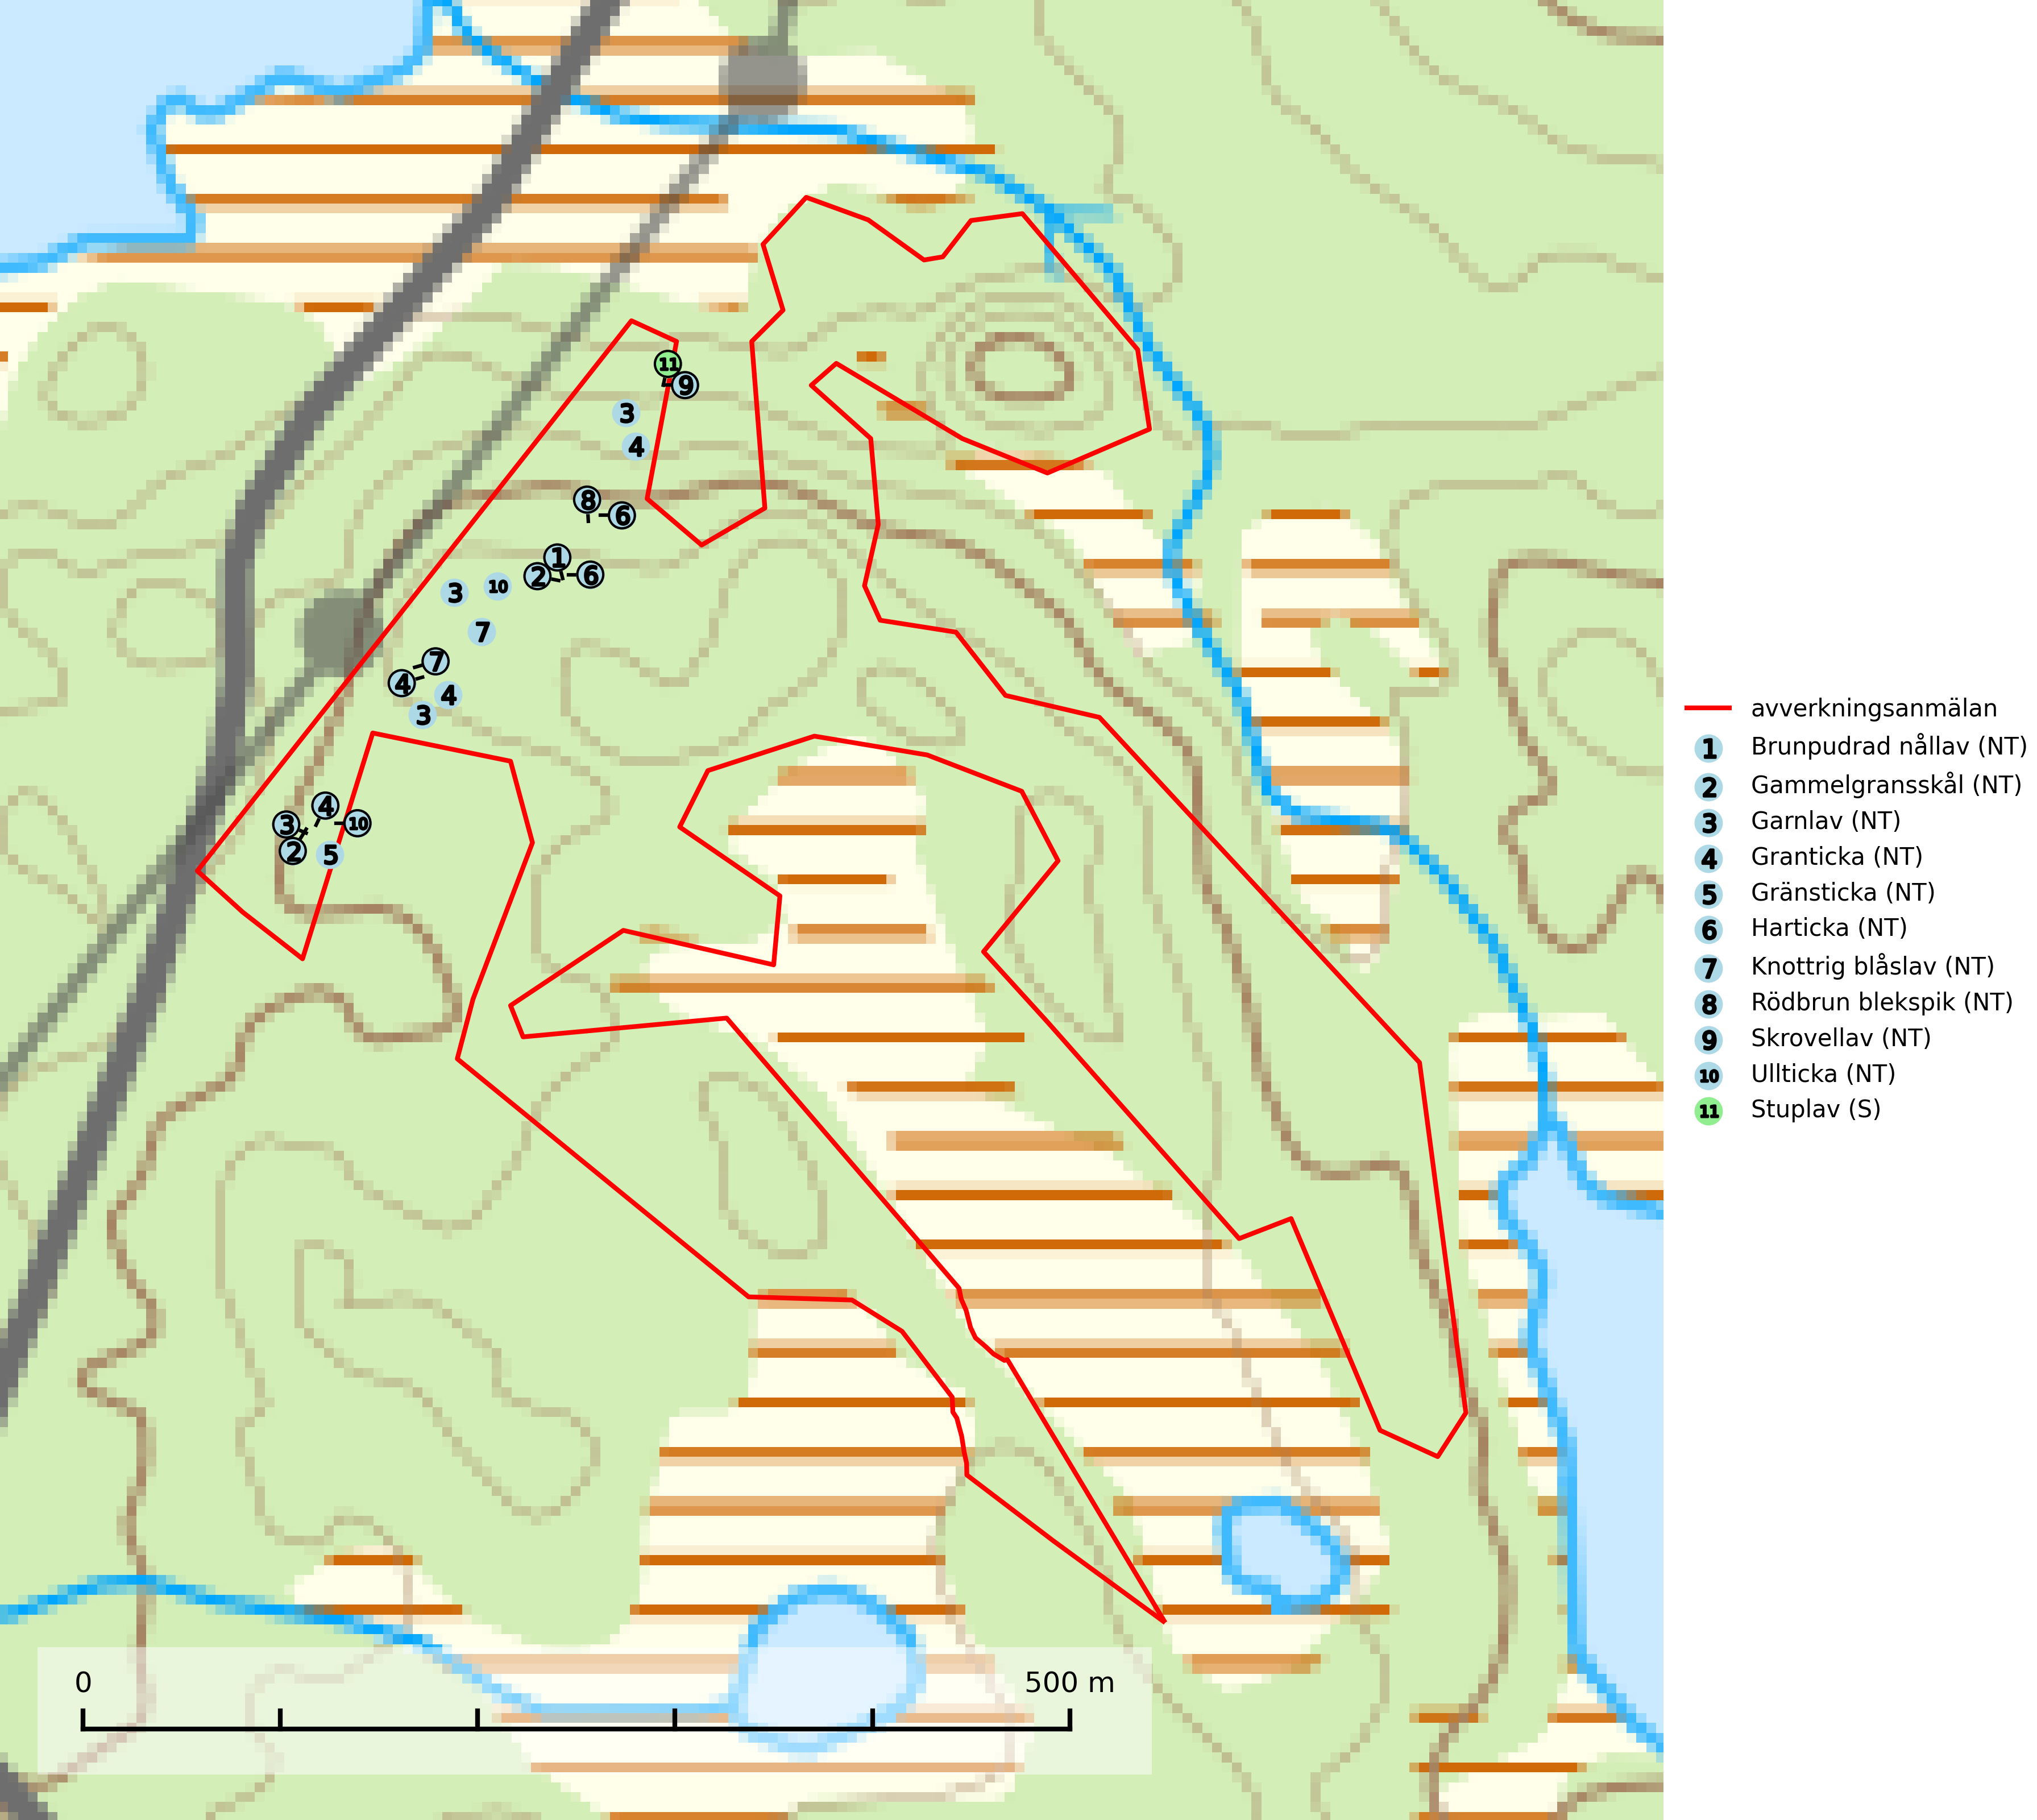 11
9
3
4
8
6
1
2
6
3
10
7
7
4
4
3
4
3
10
2
5
avverkningsanmälan
1 Brunpudrad nållav (NT)
2 Gammelgransskål (NT)
3 Garnlav (NT)
4 Granticka (NT)
5 Gränsticka (NT)
6 Harticka (NT)
7 Knottrig blåslav (NT)
8 Rödbrun blekspik (NT)
9 Skrovellav (NT)
10 Ullticka (NT)
11 Stuplav (S)
0 500 m